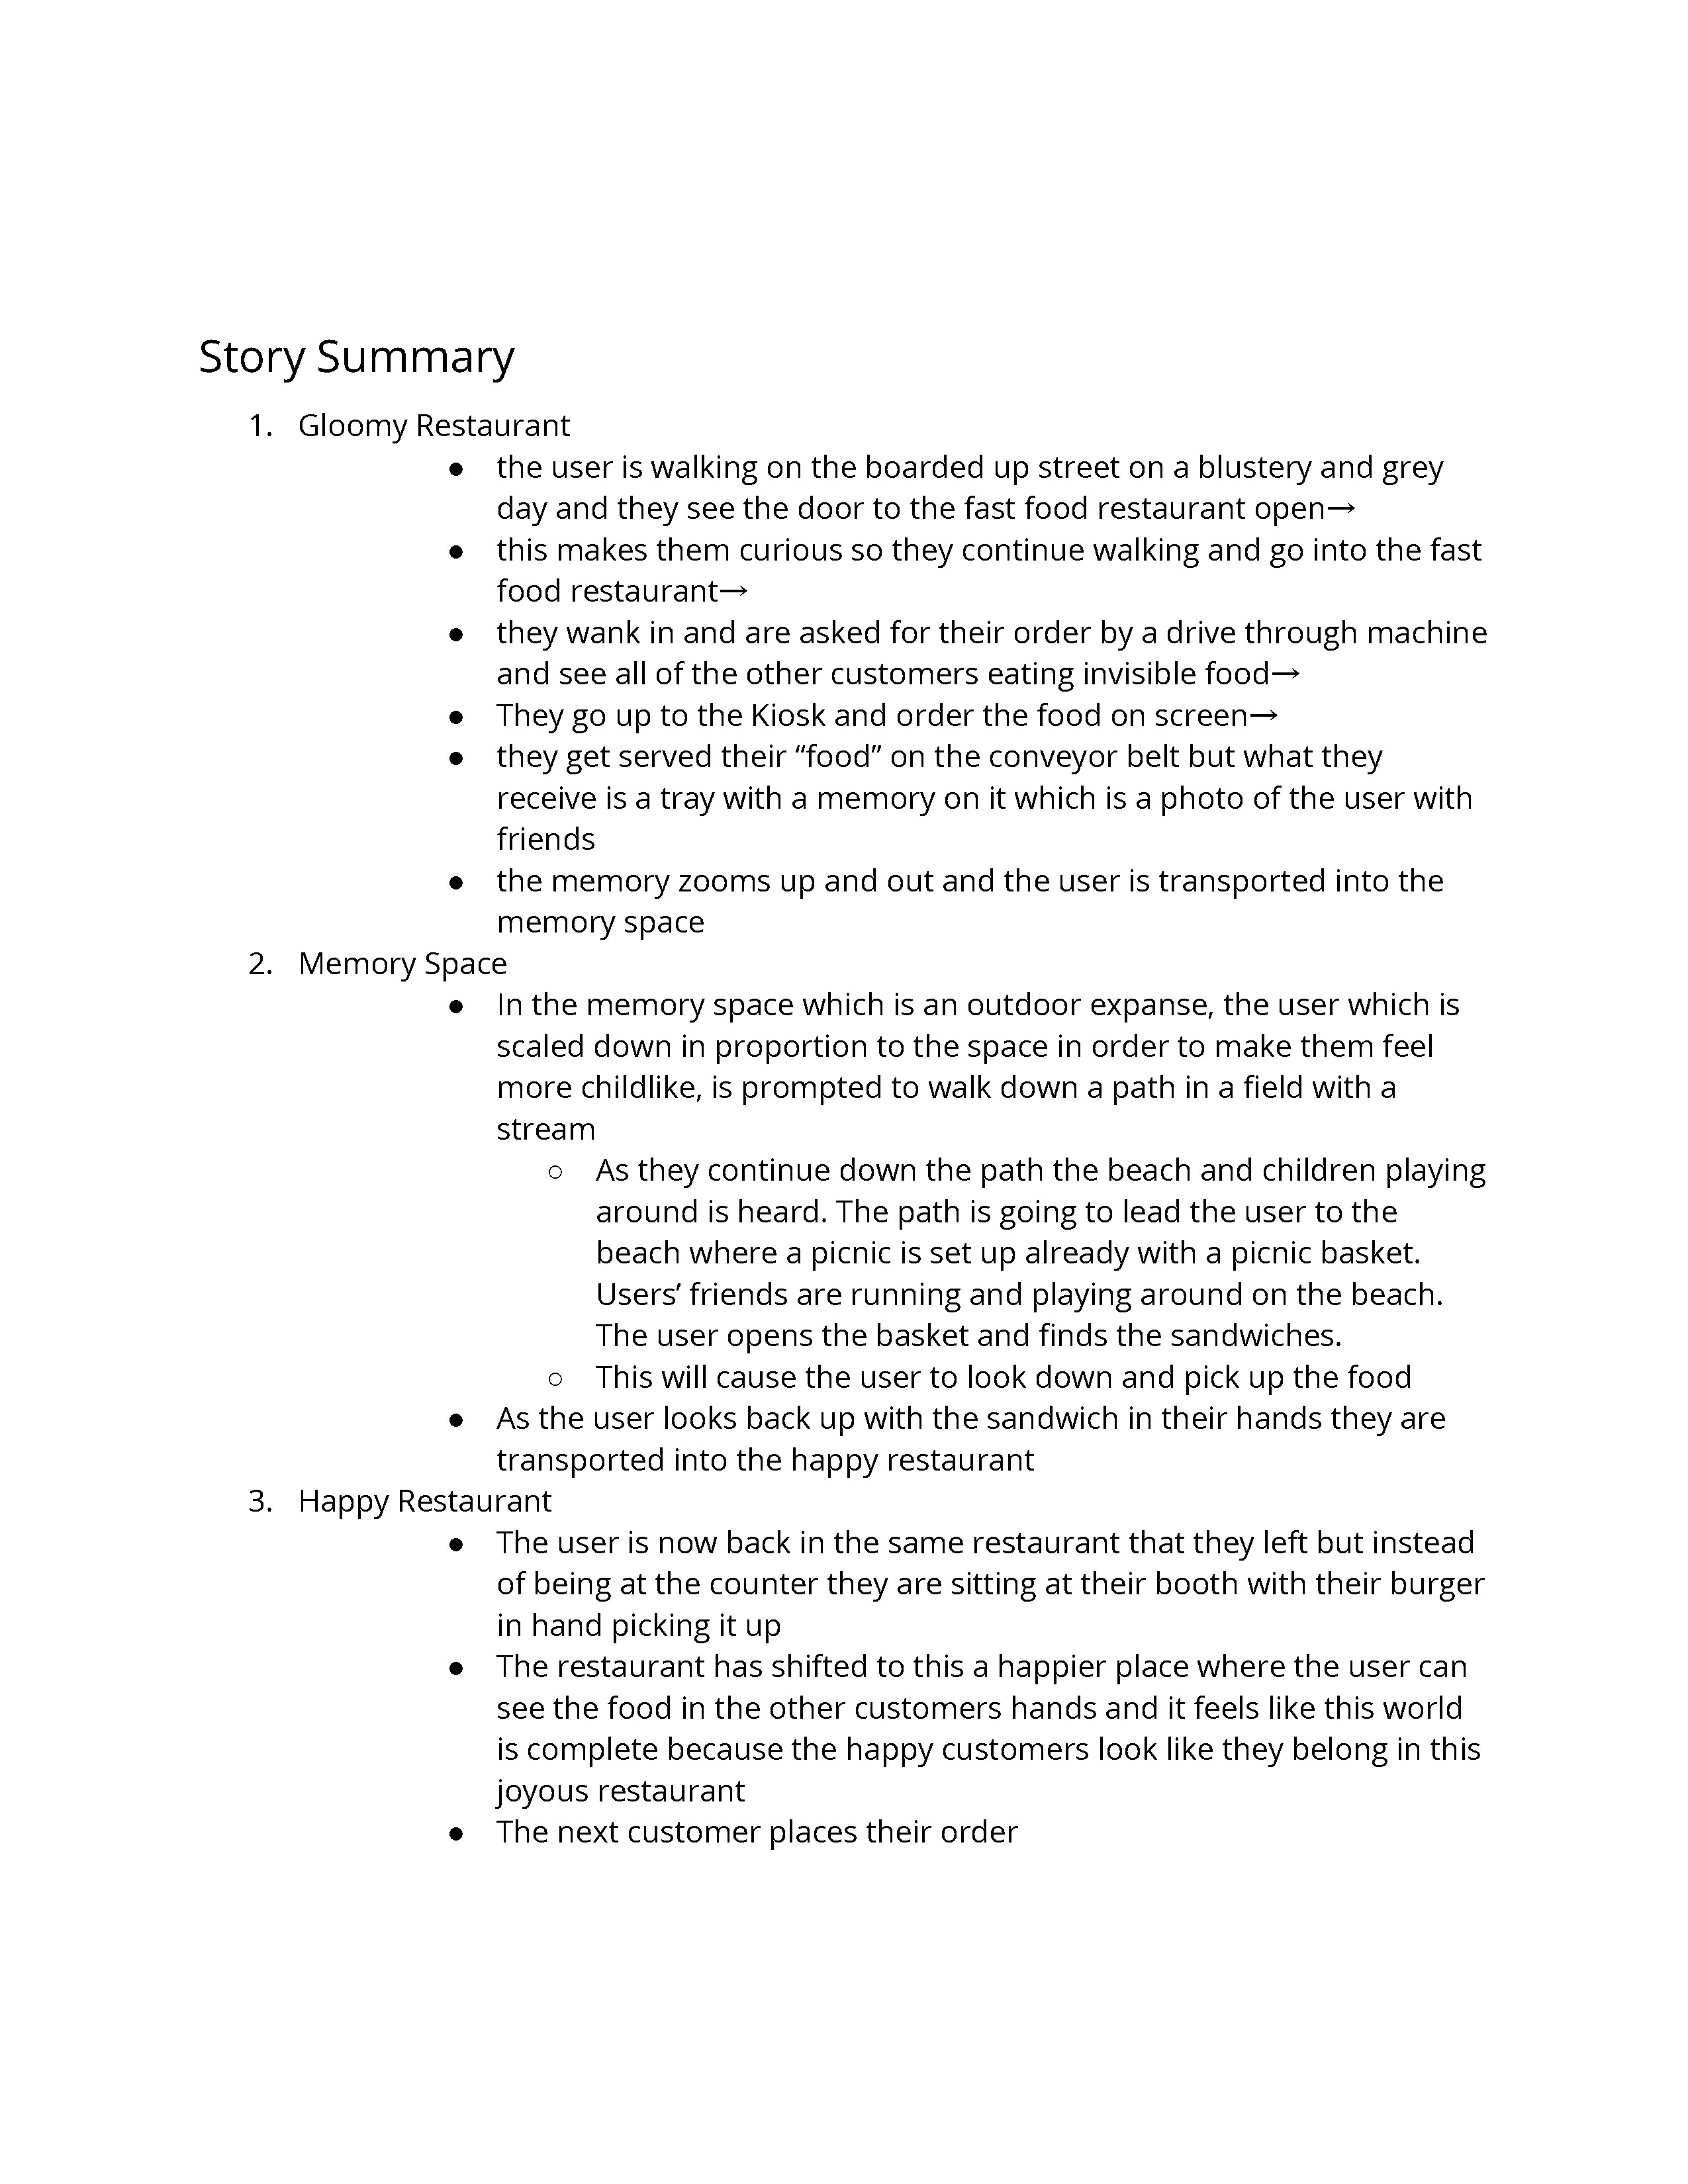 Story Summary
1. Gloomy Restaurant
● the user is walking on the boarded up street on a blustery and grey
day and they see the door to the fast food restaurant open→
● this makes them curious so they continue walking and go into the fast
food restaurant→
● they wank in and are asked for their order by a drive through machine
and see all of the other customers eating invisible food→
● They go up to the Kiosk and order the food on screen→
● they get served their “food” on the conveyor belt but what they
receive is a tray with a memory on it which is a photo of the user with
friends
● the memory zooms up and out and the user is transported into the
memory space
2. Memory Space
● In the memory space which is an outdoor expanse, the user which is
scaled down in proportion to the space in order to make them feel
more childlike, is prompted to walk down a path in a field with a
stream
○ As they continue down the path the beach and children playing
around is heard. The path is going to lead the user to the
beach where a picnic is set up already with a picnic basket.
Users’ friends are running and playing around on the beach.
The user opens the basket and finds the sandwiches.
○ This will cause the user to look down and pick up the food
● As the user looks back up with the sandwich in their hands they are
transported into the happy restaurant
3. Happy Restaurant
● The user is now back in the same restaurant that they left but instead
of being at the counter they are sitting at their booth with their burger
in hand picking it up
● The restaurant has shifted to this a happier place where the user can
see the food in the other customers hands and it feels like this world
is complete because the happy customers look like they belong in this
joyous restaurant
● The next customer places their order